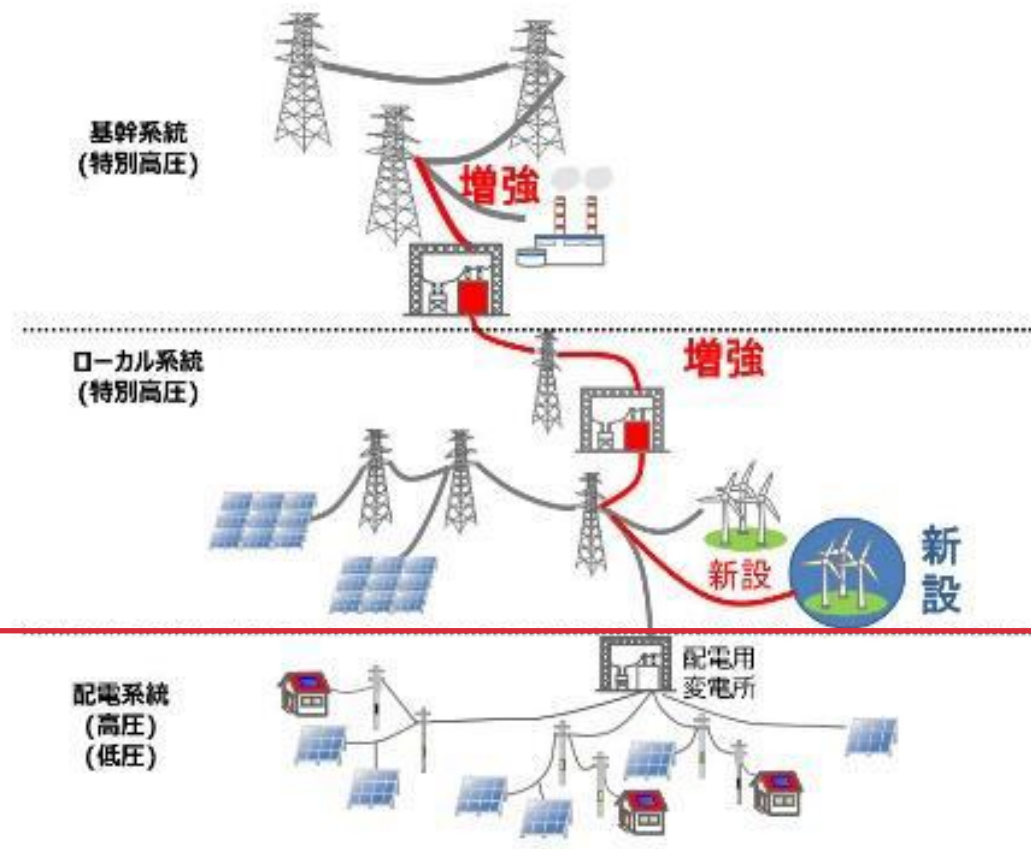 基幹系統
(特別高圧)
増強
ローカル系統
(特別高圧)
増強
新設
新
設
配電用
変電所
配電系統
(高圧)
(低圧)